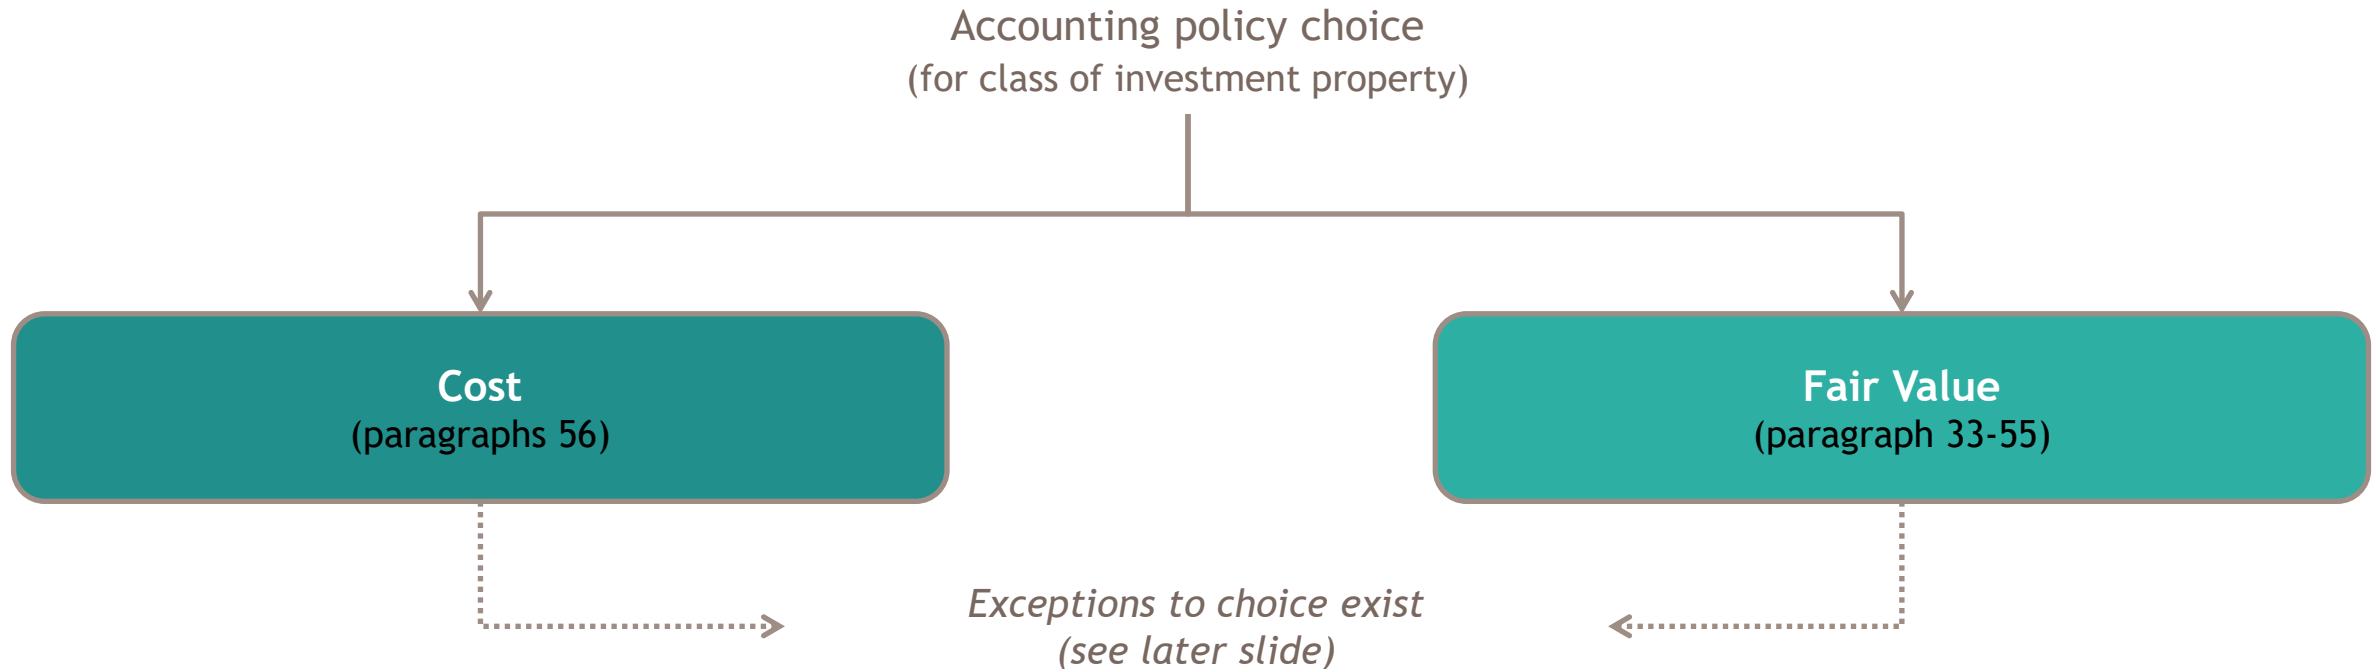 Accounting policy choice
(for class of investment property)
Cost
(paragraphs 56)
Fair Value
(paragraph 33-55)
Exceptions to choice exist
(see later slide)